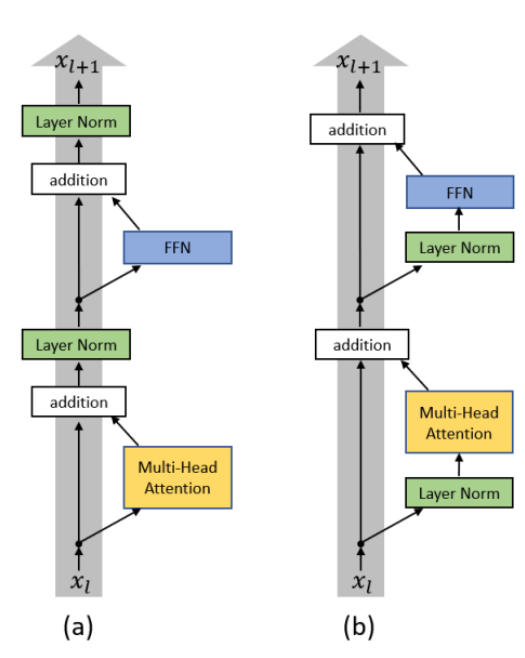 x_{l+1}
Layer Norm
addition
FFN
Layer Norm
addition
Multi-Head
Attention
x_l
(a)
x_{l+1}
addition
FFN
Layer Norm
addition
Multi-Head
Attention
Layer Norm
x_l
(b)